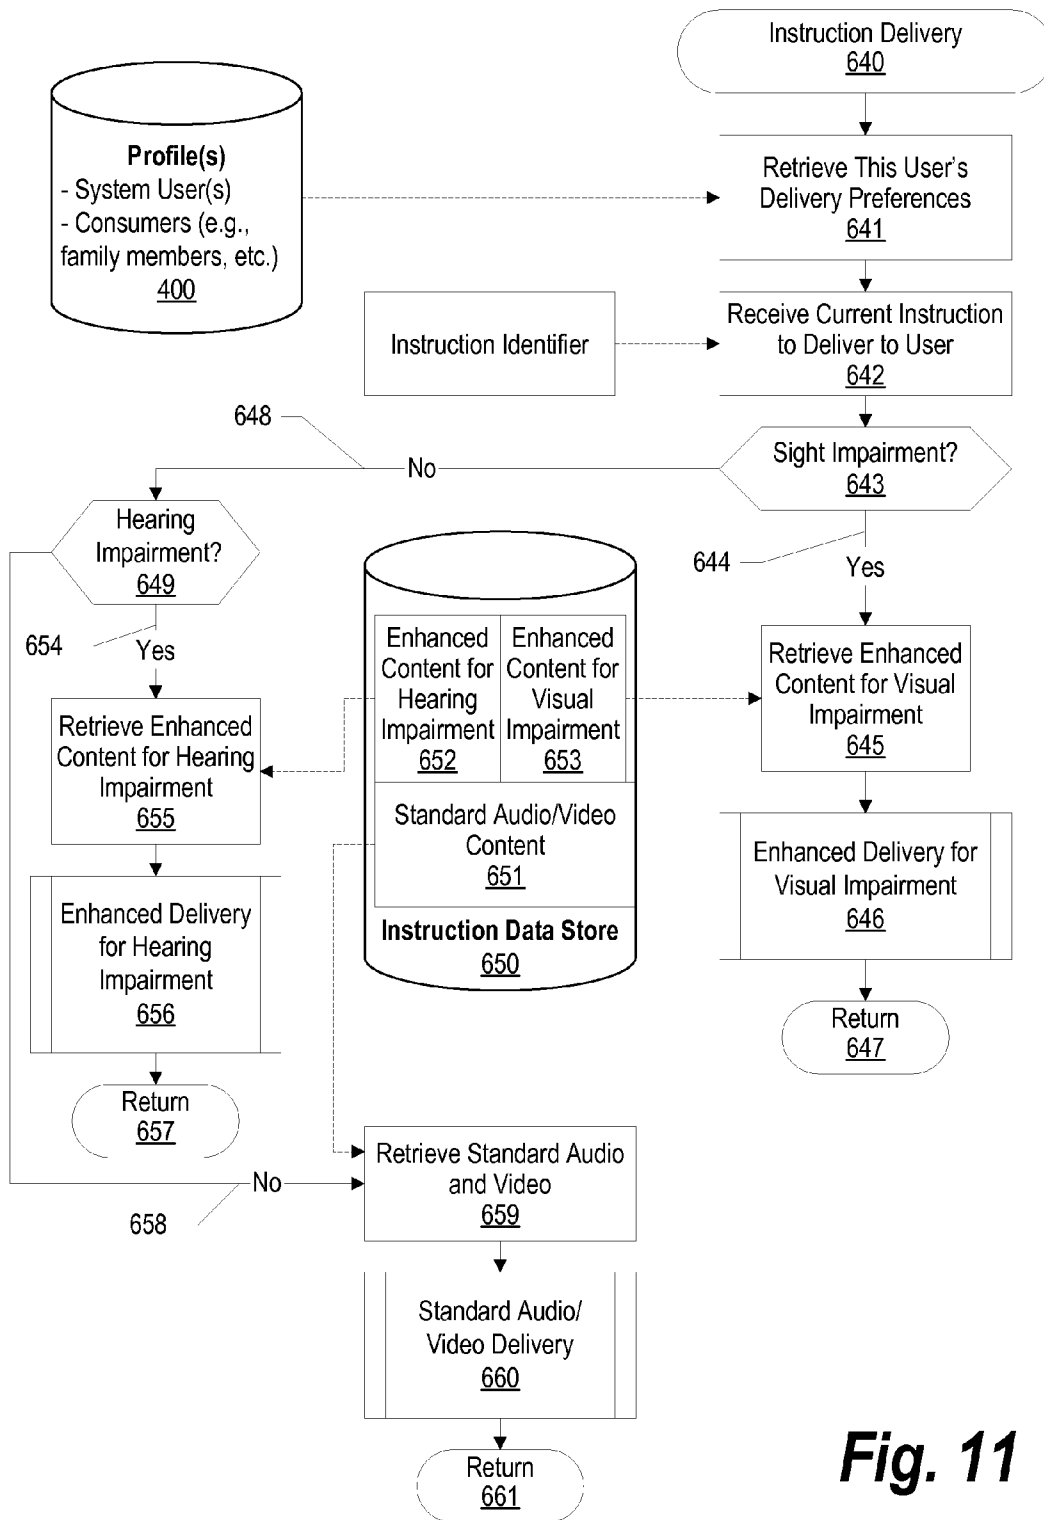 Instruction Delivery
640
Profile(s)
- System User(s)
- Consumers (e.g.,
family members, etc.)
400
Retrieve This User's
Delivery Preferences
641
Instruction Identifier
Receive Current Instruction
to Deliver to User
642
648
No
Sight Impairment?
643
Hearing
Impairment?
649
644
Yes
654
Yes
Enhanced
Content for
Hearing
Impairment
652
Enhanced
Content for
Visual
Impairment
653
Retrieve Enhanced
Content for Visual
Impairment
645
Retrieve Enhanced
Content for Hearing
Impairment
655
Standard Audio/Video
Content
651
Instruction Data Store
650
Enhanced Delivery for
Visual Impairment
646
Enhanced Delivery
for Hearing
Impairment
656
Return
647
Return
657
No
658
Retrieve Standard Audio
and Video
659
Standard Audio/
Video Delivery
660
Return
661
Fig. 11